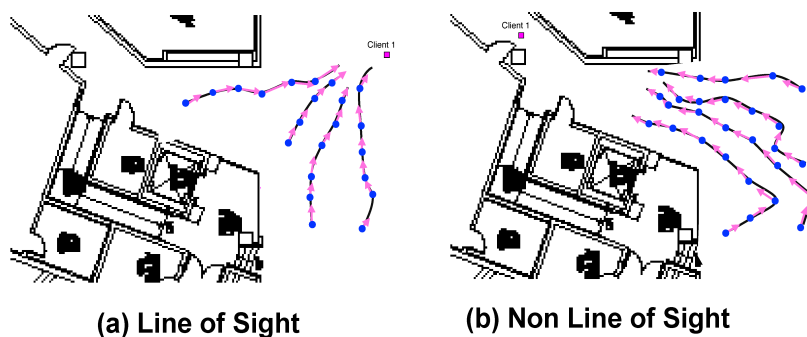 Client 1
Client 1
(a) Line of Sight
(b) Non Line of Sight